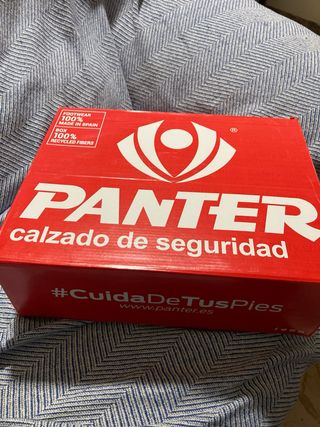 FOOTWEAR
100%
MADE IN SPAIN
BOX
100%
RECYCLED FIBERS
®
PANTER
calzado de seguridad
#CuidaDeTusPies
www.panter.es